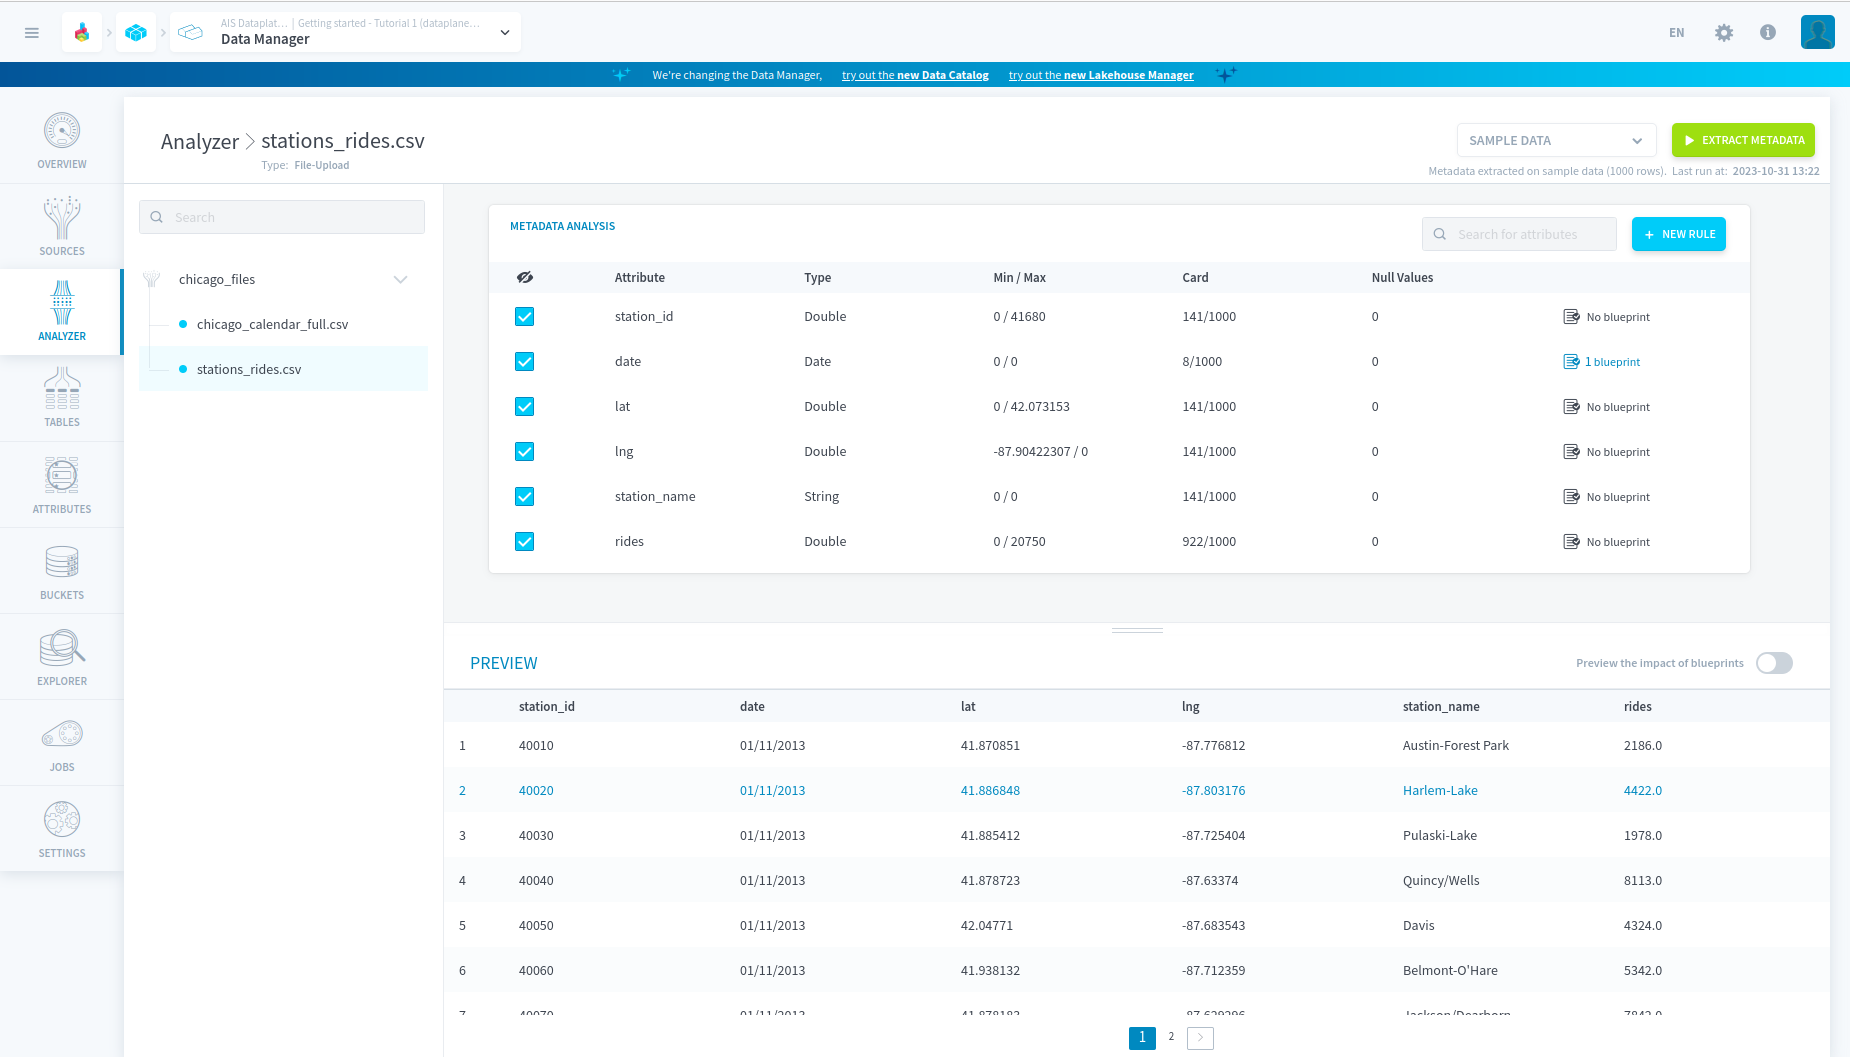 AIS Dataplat... | Getting started - Tutorial 1 (dataplane...
Data Manager
EN
We're changing the Data Manager, try out the new Data Catalog try out the new Lakehouse Manager
OVERVIEW
SOURCES
ANALYZER
TABLES
ATTRIBUTES
BUCKETS
EXPLORER
JOBS
SETTINGS
Analyzer > stations_rides.csv
Type: File-Upload
SAMPLE DATA
EXTRACT METADATA
Metadata extracted on sample data (1000 rows). Last run at: 2023-10-31 13:22
Search
chicago_files
chicago_calendar_full.csv
stations_rides.csv
METADATA ANALYSIS
Search for attributes
+ NEW RULE
Attribute Type Min / Max Card Null Values
station_id Double 0 / 41680 141/1000 0 No blueprint
date Date 0 / 0 8/1000 0 1 blueprint
lat Double 0 / 42.073153 141/1000 0 No blueprint
lng Double -87.90422307 / 0 141/1000 0 No blueprint
station_name String 0 / 0 141/1000 0 No blueprint
rides Double 0 / 20750 922/1000 0 No blueprint
PREVIEW
Preview the impact of blueprints
station_id date lat lng station_name rides
1 40010 01/11/2013 41.870851 -87.776812 Austin-Forest Park 2186.0
2 40020 01/11/2013 41.886848 -87.803176 Harlem-Lake 4422.0
3 40030 01/11/2013 41.885412 -87.725404 Pulaski-Lake 1978.0
4 40040 01/11/2013 41.878723 -87.63374 Quincy/Wells 8113.0
5 40050 01/11/2013 42.04771 -87.683543 Davis 4324.0
6 40060 01/11/2013 41.938132 -87.712359 Belmont-O'Hare 5342.0
7 40070 01/11/2013 41.878183 -87.629296 Jackson/Dearborn 7842.0
1 2 >